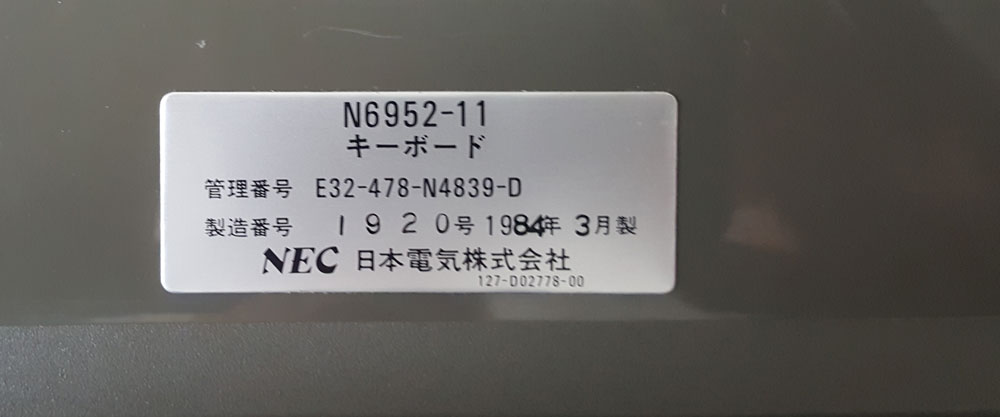 N6952-11
キーボード
管理番号 E32-478-N4839-D
製造番号 1920号 1984年 3月製
NEC 日本電気株式会社
127-D02778-00